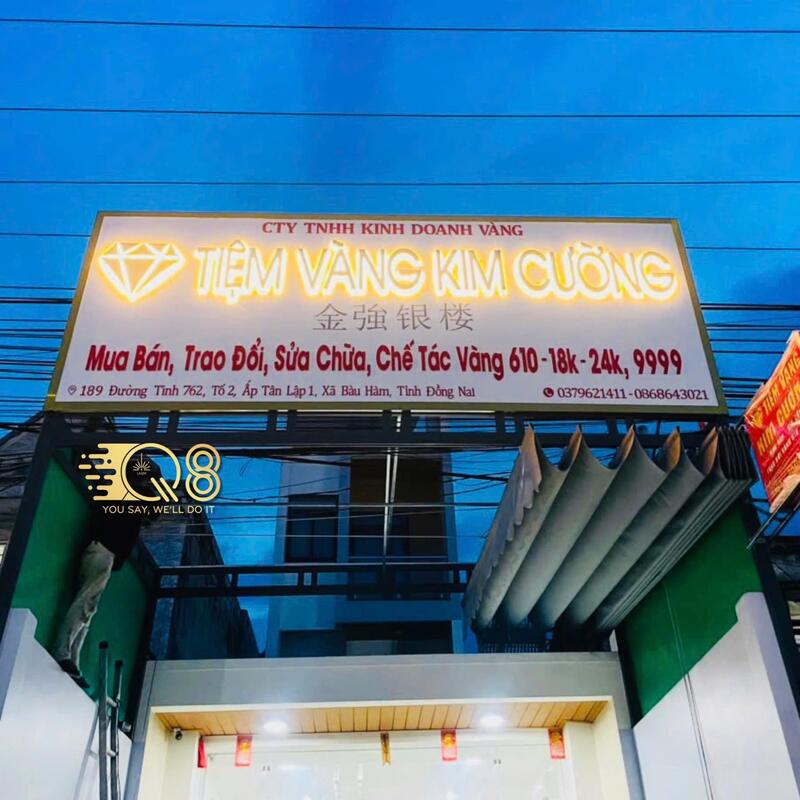 CTY TNHH KINH DOANH VÀNG
TIỆM VÀNG KIM CƯỜNG
金強银楼
Mua Bán, Trao Đổi, Sửa Chữa, Chế Tác Vàng 610 - 18k - 24k, 9999
189 Đường Tỉnh 762, Tổ 2, Ấp Tân Lập 1, Xã Bàu Hàm, Tỉnh Đồng Nai
0379621411 - 0868643021
TIỆM VÀNG
Q8
YOU SAY, WE'LL DO IT